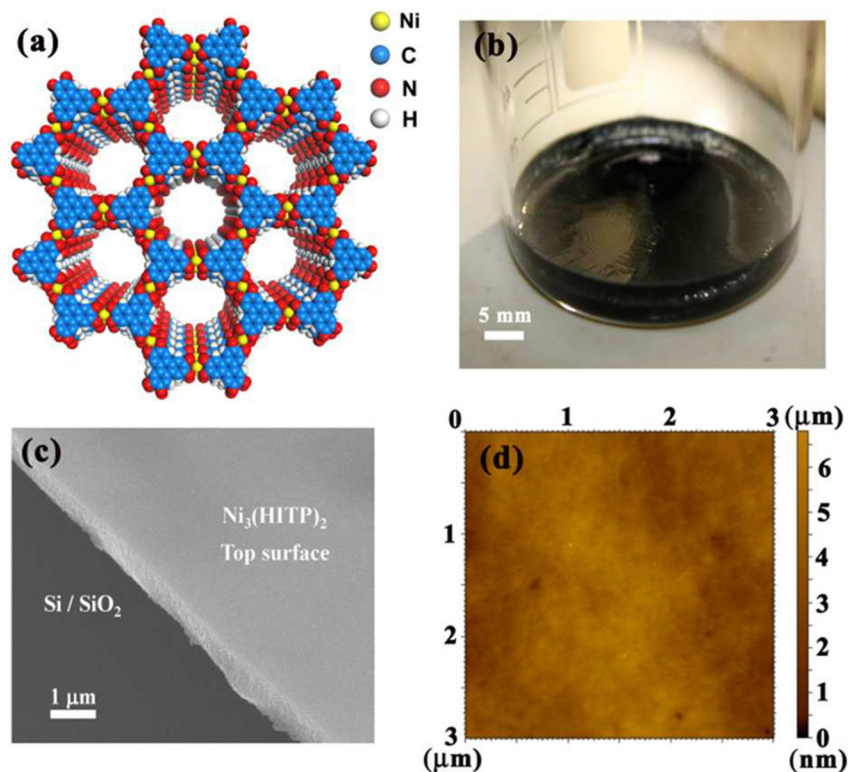 (a)
Ni
C
N
H
(b)
5 mm
(c)
Ni₃(HITP)₂
Top surface
Si / SiO₂
1 μm
(d)
0 1 2 3 (μm)
1
2
3
(μm)
6
5
4
3
2
1
0
(nm)